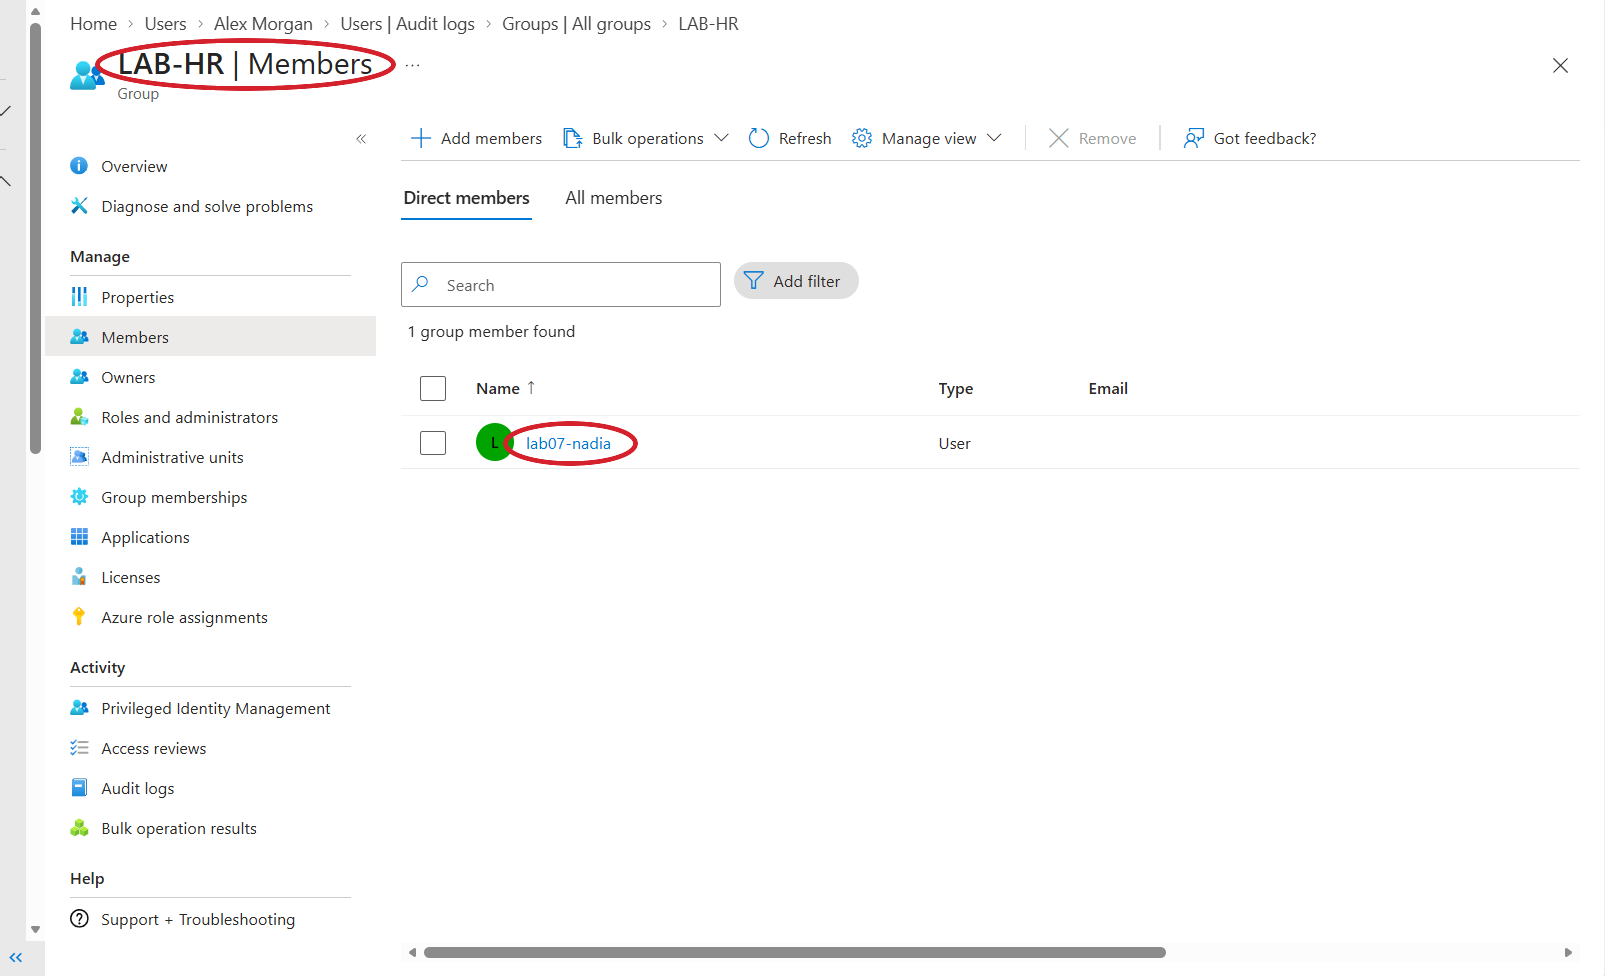 Home > Users > Alex Morgan > Users | Audit logs > Groups | All groups > LAB-HR
LAB-HR | Members ...
Group
Overview
Diagnose and solve problems
Manage
Properties
Members
Owners
Roles and administrators
Administrative units
Group memberships
Applications
Licenses
Azure role assignments
Activity
Privileged Identity Management
Access reviews
Audit logs
Bulk operation results
Help
Support + Troubleshooting
Add members Bulk operations Refresh Manage view Remove Got feedback?
Direct members All members
Search Add filter
1 group member found
Name ↑ Type Email
L lab07-nadia User